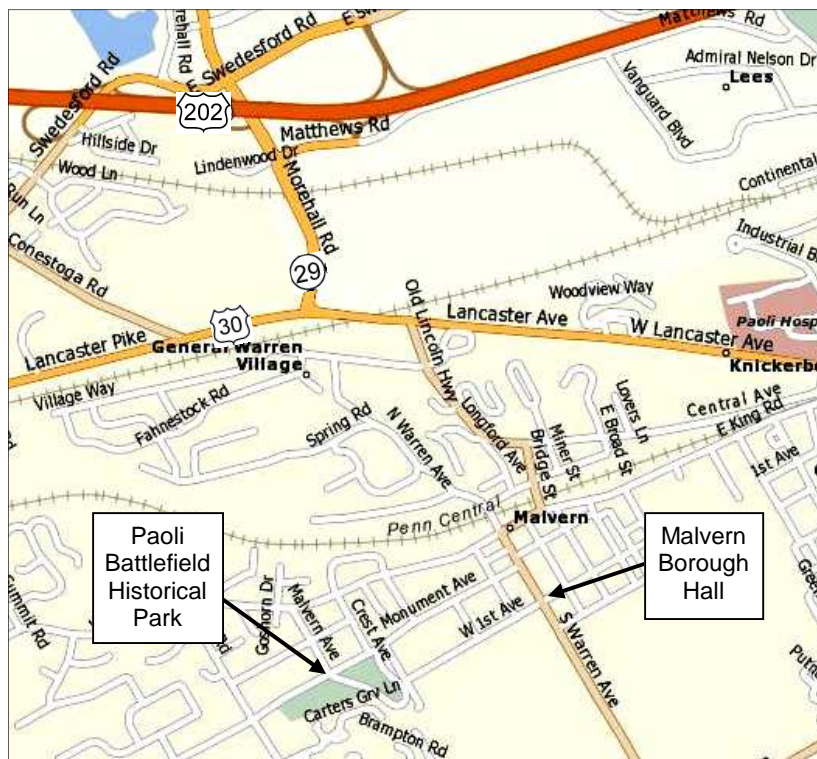 Matthews Rd
E Swedesford Rd
E Sw
Morehall Rd
Swedesford Rd
202
Admiral Nelson Dr
Lees
Vanguard Blvd
Matthews Rd
Hillside Dr
Lindenwood Dr
Wood Ln
Run Ln
Morehall Rd
Continental
Conestoga Rd
Industrial B
29
Woodview Way
Old Lincoln Hwy
Lancaster Ave
30
W Lancaster Ave
Paoli Hosp
Lancaster Pike
General Warren
Village
Knickerb
Village Way
Fahnestock Rd
Spring Rd
N Warren Ave
Longford Ave
Lovers Ln
Central Ave
E King Rd
E Broad St
Miner St
Bridge St
1st Ave
Penn Central
Malvern
Paoli
Battlefield
Historical
Park
Malvern
Borough
Hall
Summit Rd
Goshorn Dr
Malvern Ave
Crest Ave
Monument Ave
W 1st Ave
S Warren Ave
Green
Putn
Carters Grv Ln
Brampton Rd